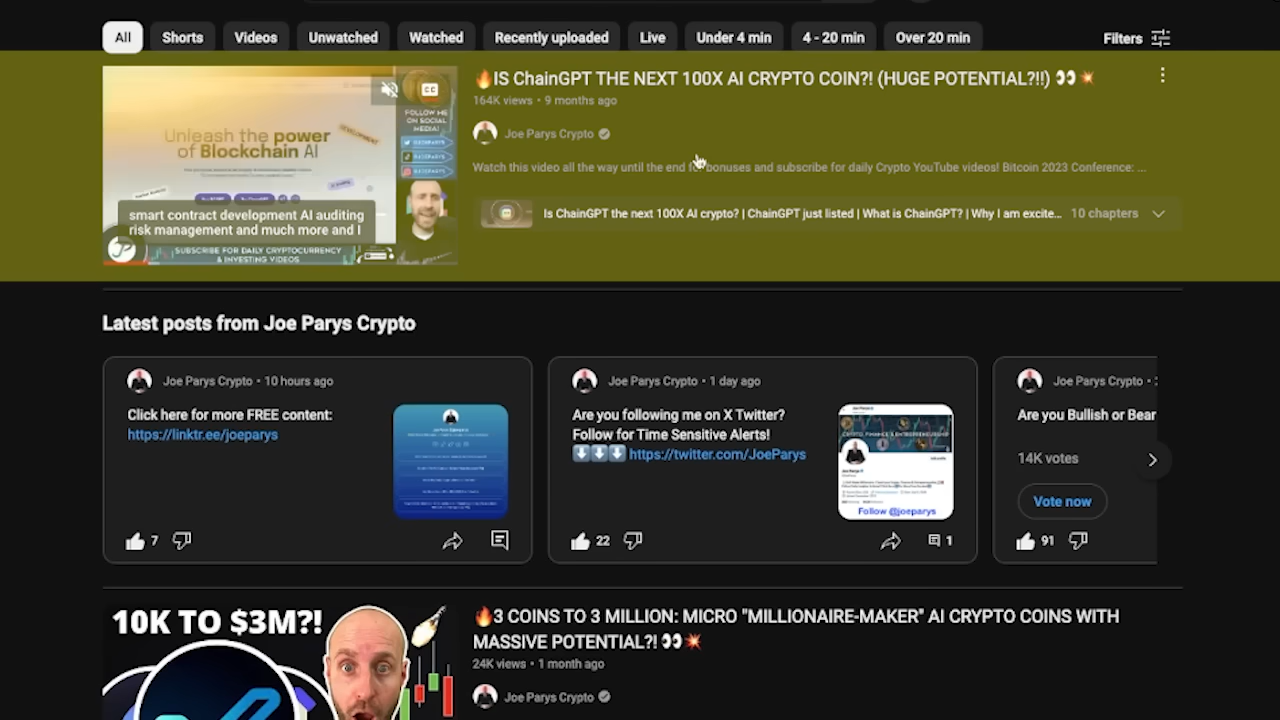 All
Shorts
Videos
Unwatched
Watched
Recently uploaded
Live
Under 4 min
4 - 20 min
Over 20 min
Filters
🔥IS ChainGPT THE NEXT 100X AI CRYPTO COIN?! (HUGE POTENTIAL?!!) 👀💥
164K views • 9 months ago
Joe Parys Crypto
Watch this video all the way until the end for bonuses and subscribe for daily Crypto YouTube videos! Bitcoin 2023 Conference: ...
Is ChainGPT the next 100X AI crypto? | ChainGPT just listed | What is ChainGPT? | Why I am excite...
10 chapters
CC
FOLLOW ME
ON SOCIAL
MEDIA!
Unleash the power
of Blockchain AI
smart contract development AI auditing
risk management and much more and I
SUBSCRIBE FOR DAILY CRYPTOCURRENCY
& INVESTING VIDEOS
Latest posts from Joe Parys Crypto
Joe Parys Crypto • 10 hours ago
Click here for more FREE content:
https://linktr.ee/joeparys
7
Joe Parys Crypto • 1 day ago
Are you following me on X Twitter?
Follow for Time Sensitive Alerts!
⬇️⬇️⬇️ https://twitter.com/JoeParys
CRYPTO, FINANCE & ENTREPRENEURSHIP
Follow @joeparys
22
1
Joe Parys Crypto •
Are you Bullish or Bear
14K votes
Vote now
91
10K TO $3M?!
🔥3 COINS TO 3 MILLION: MICRO "MILLIONAIRE-MAKER" AI CRYPTO COINS WITH
MASSIVE POTENTIAL?! 👀💥
24K views • 1 month ago
Joe Parys Crypto